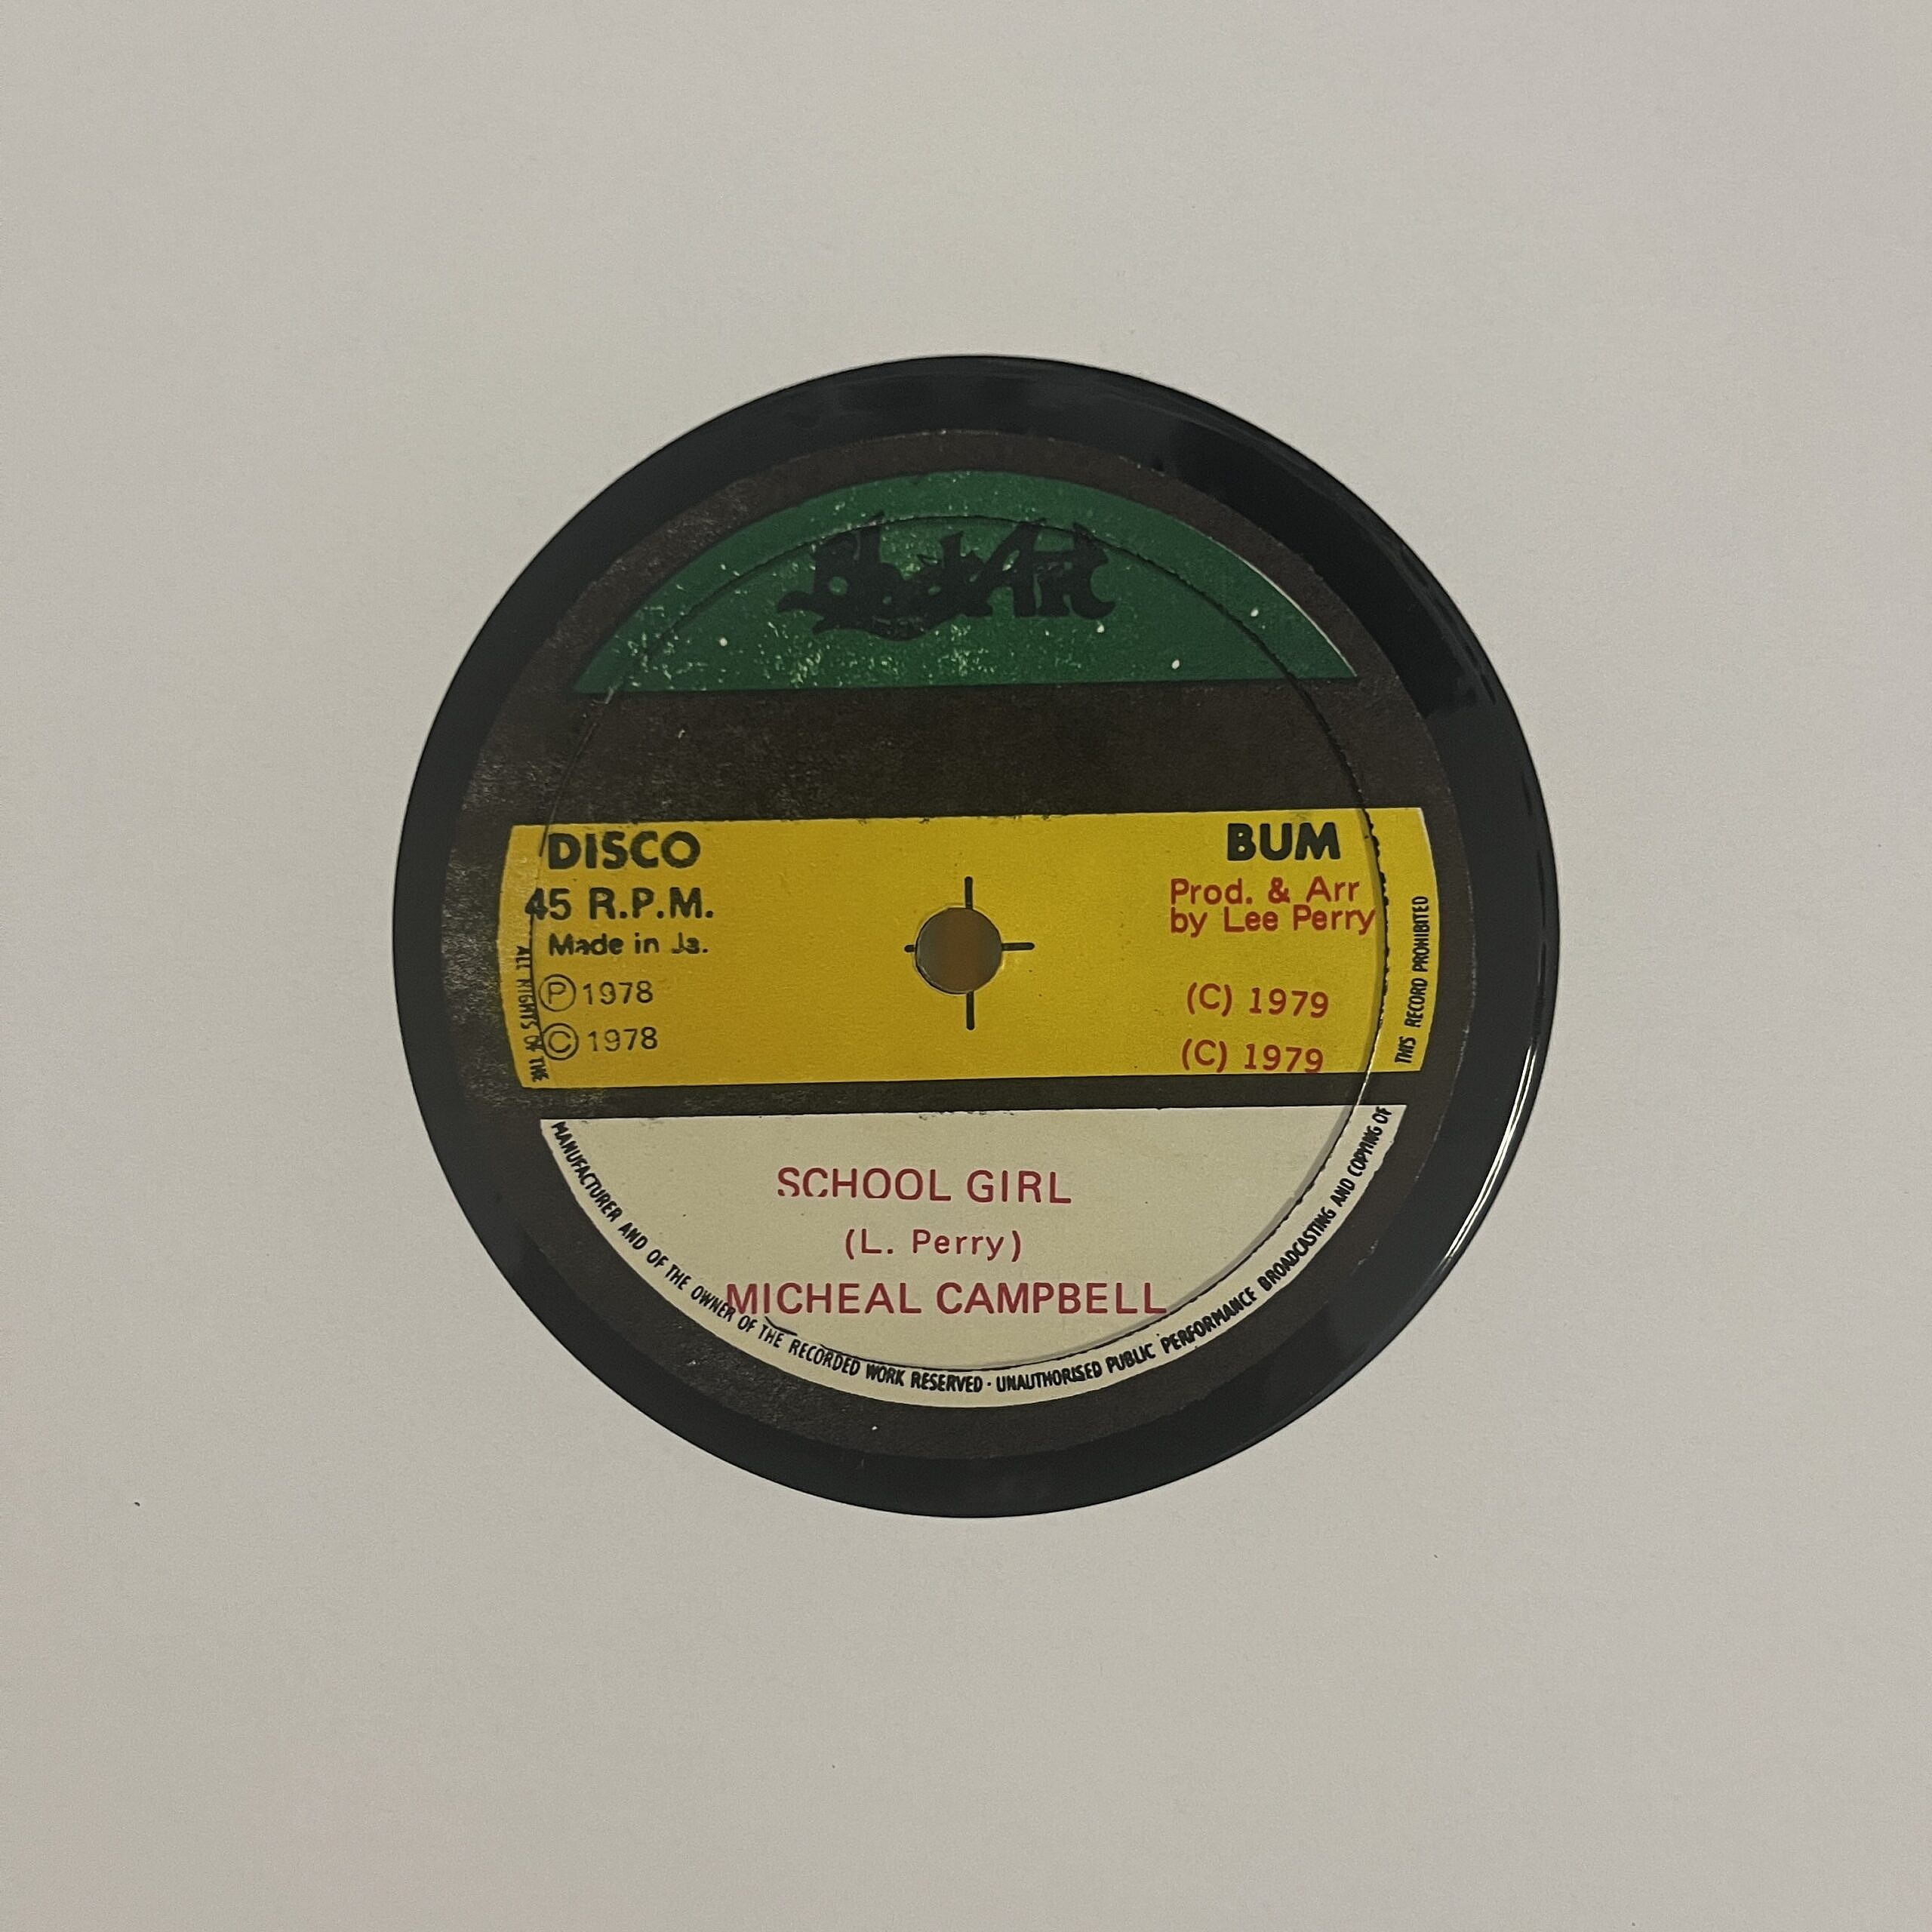 Black Art
DISCO
45 R.P.M.
Made in Ja.
Ⓟ 1978
© 1978
BUM
Prod. & Arr
by Lee Perry
(C) 1979
(C) 1979
SCHOOL GIRL
(L. Perry)
MICHEAL CAMPBELL
ALL RIGHTS OF THE MANUFACTURER AND OF THE OWNER OF THE RECORDED WORK RESERVED · UNAUTHORISED PUBLIC PERFORMANCE BROADCASTING AND COPYING OF THIS RECORD PROHIBITED